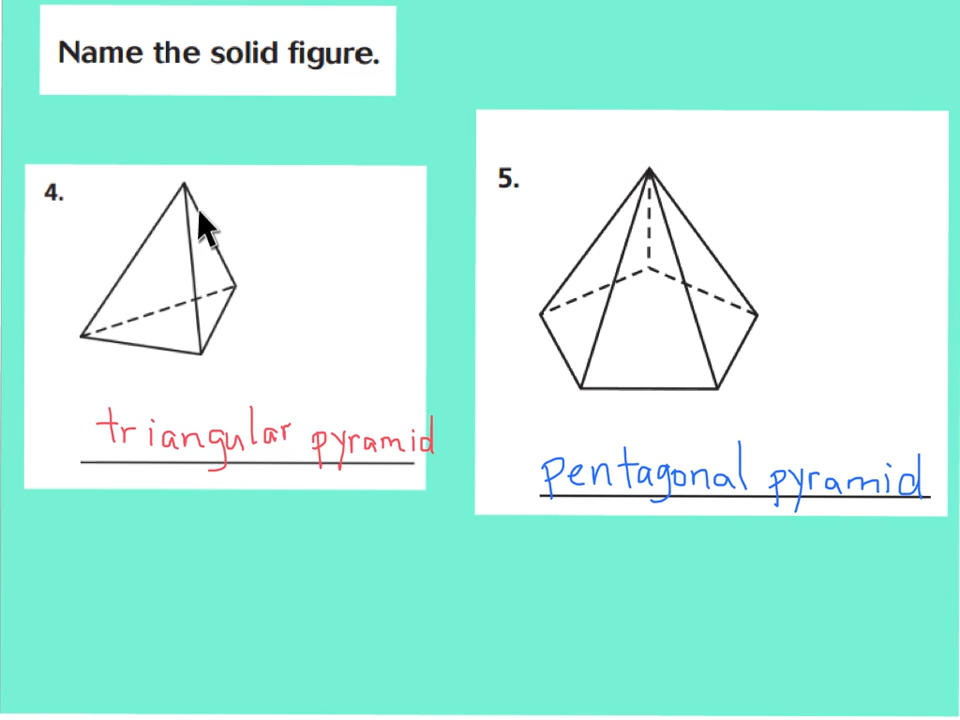 Name the solid figure.
4.
triangular pyramid
5.
pentagonal pyramid